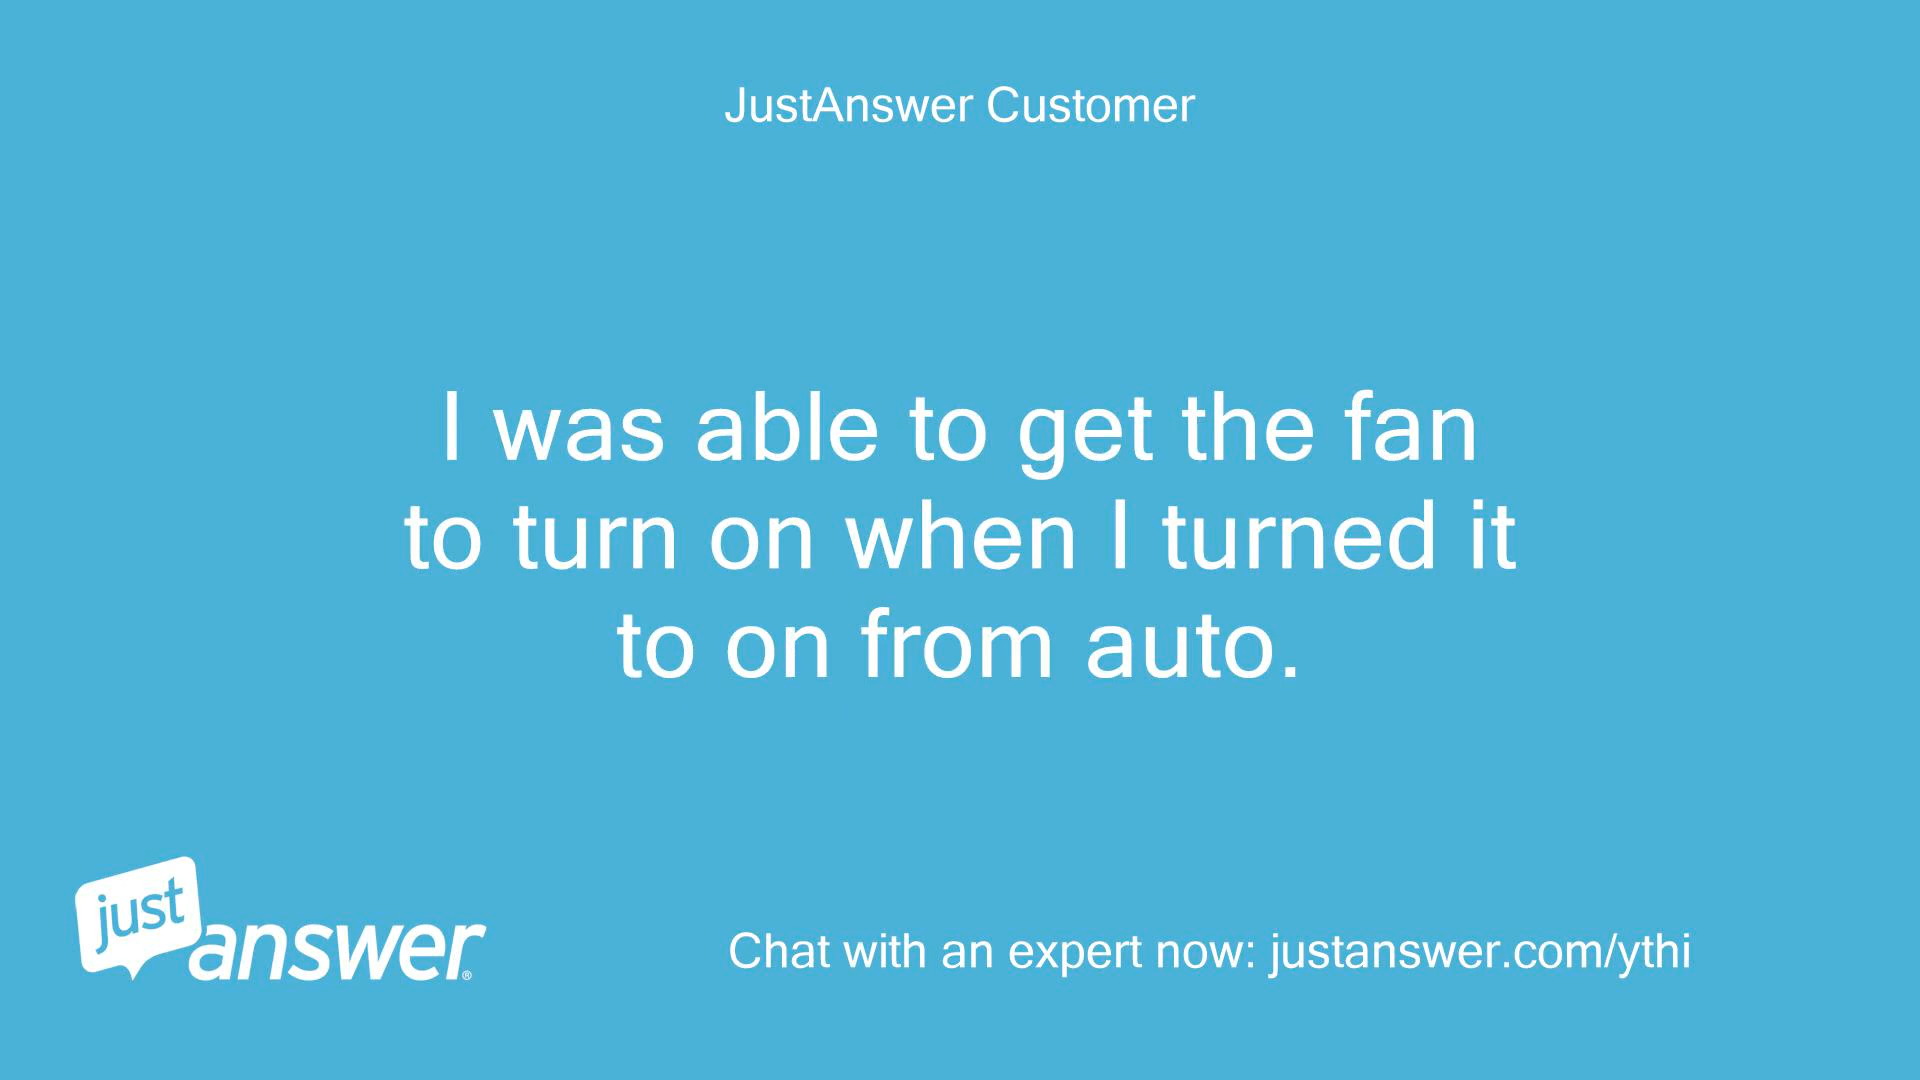 JustAnswer Customer
I was able to get the fan
to turn on when I turned it
to on from auto.
just
answer®
Chat with an expert now: justanswer.com/ythi